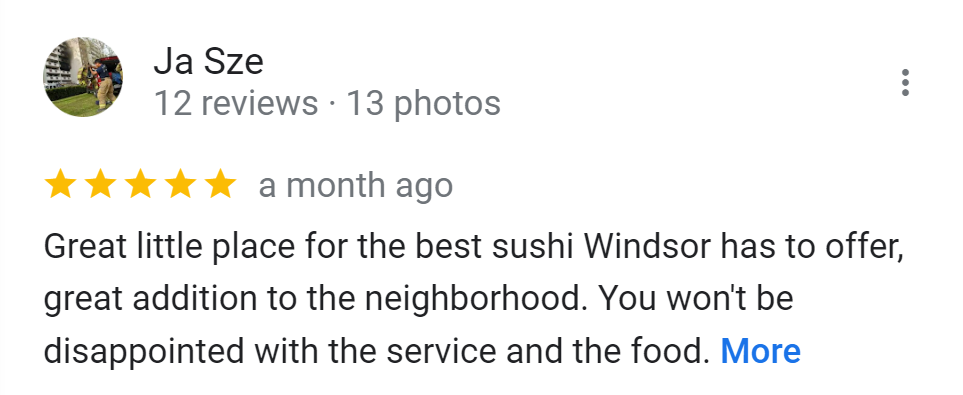 Ja Sze
12 reviews · 13 photos
a month ago
Great little place for the best sushi Windsor has to offer,
great addition to the neighborhood. You won't be
disappointed with the service and the food. More